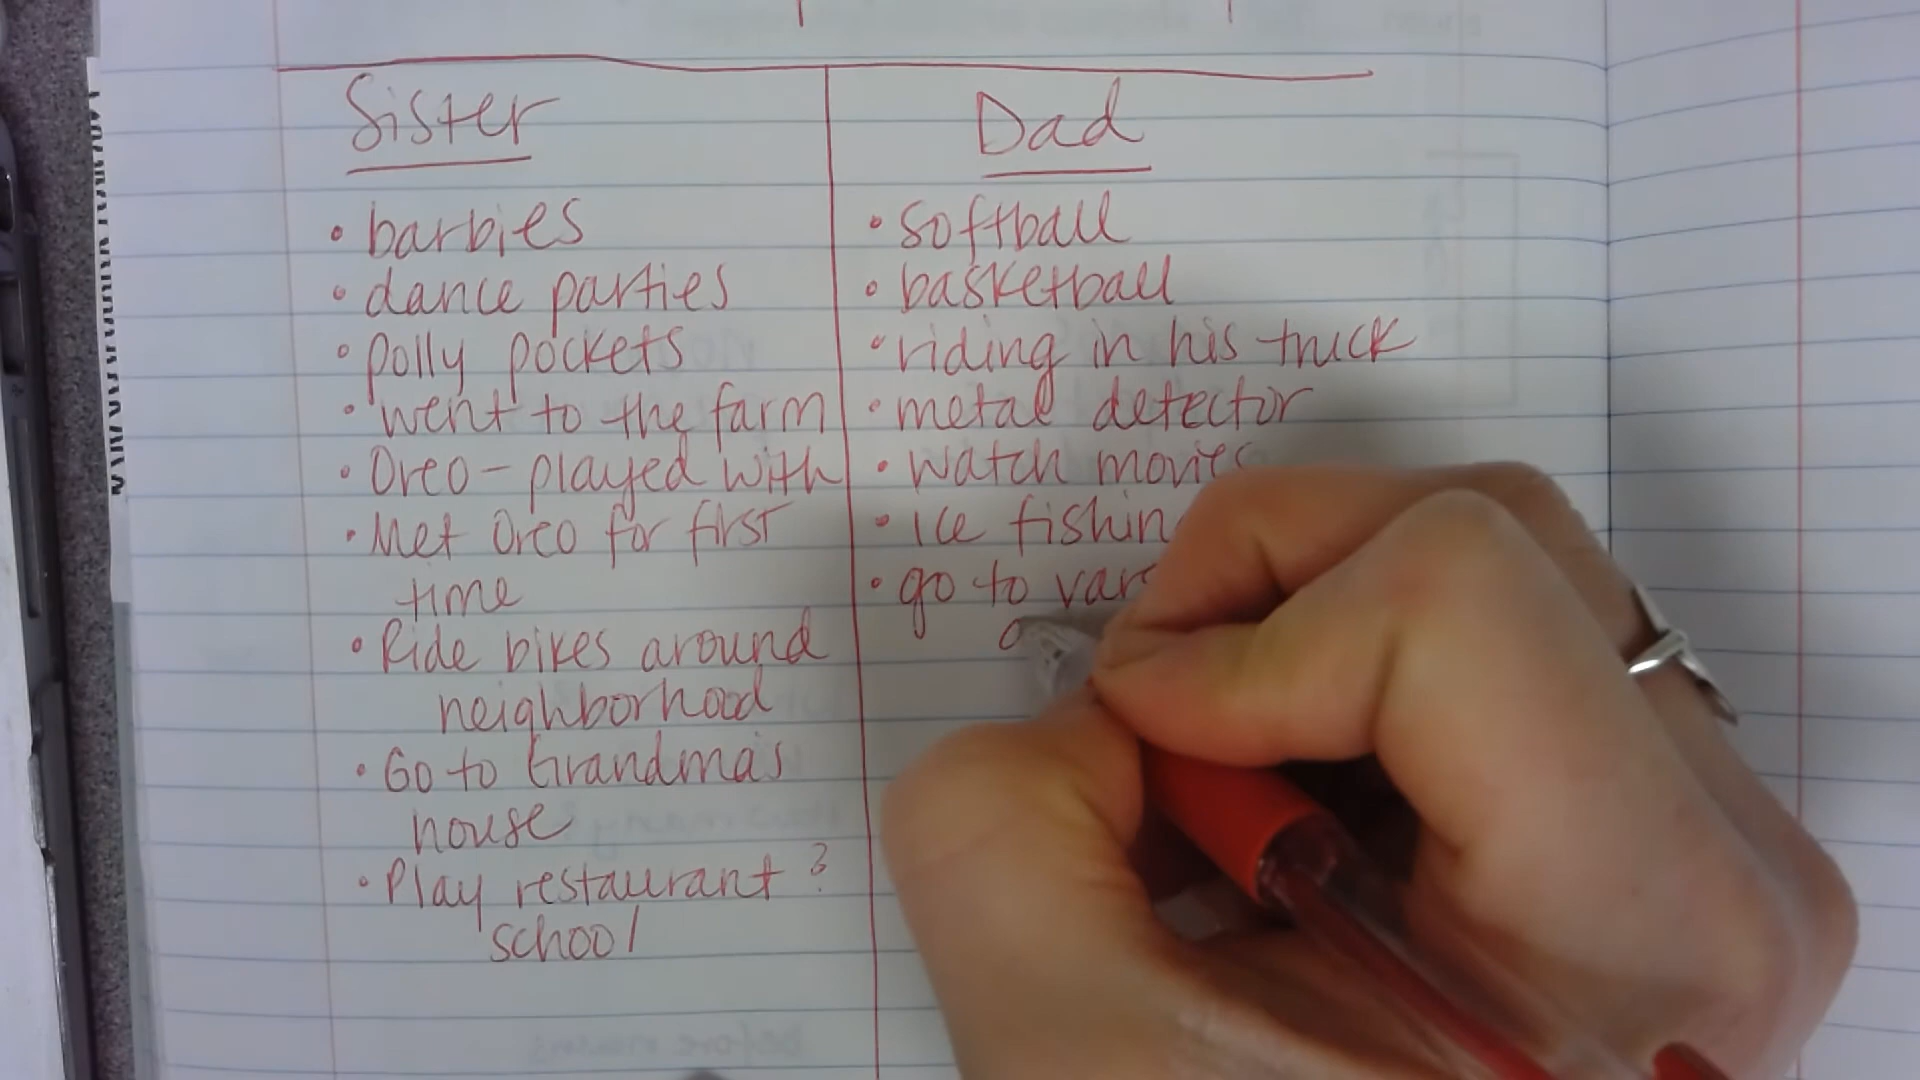 Sister
• barbies
• dance parties
• polly pockets
• went to the farm
• Oreo - played with
• Met Oreo for first
time
• Ride bikes around
neighborhood
• Go to Grandma's
house
• Play restaurant ?
school
Dad
• softball
• basketball
• riding in his truck
• metal detector
• watch movies
• ice fishin
• go to